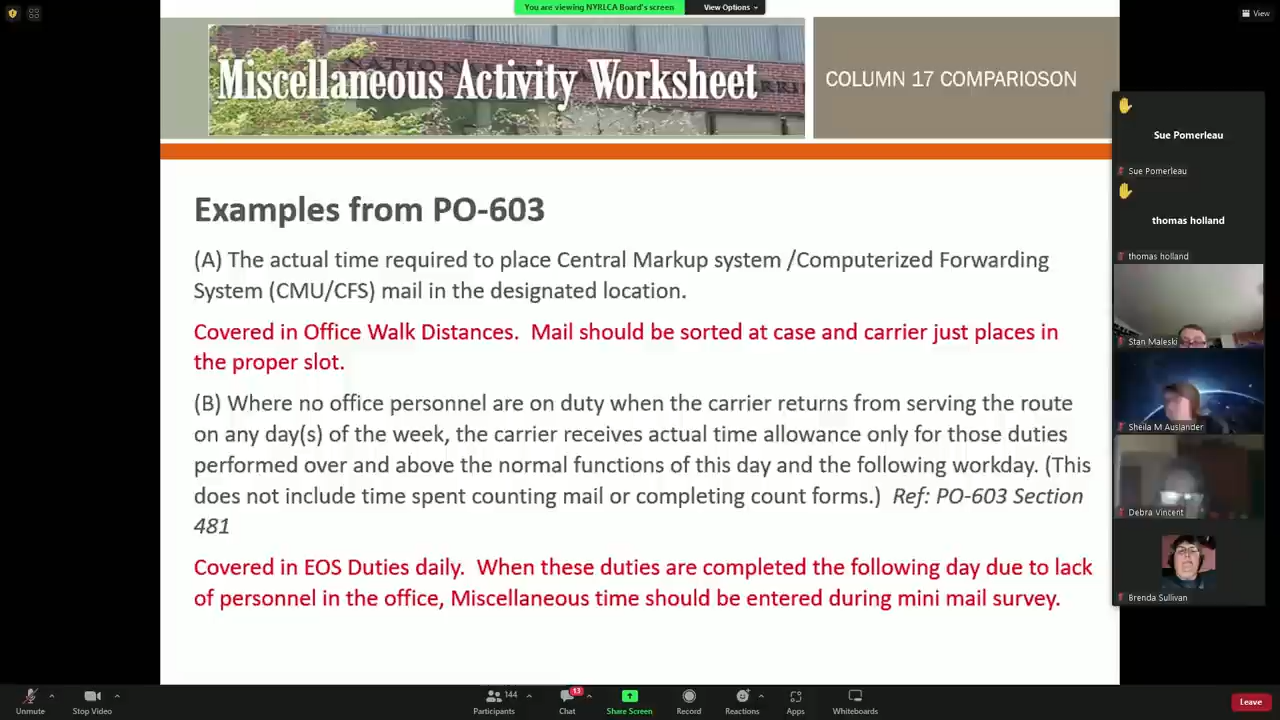 You are viewing NYRLCA Board's screen
View Options
View
Miscellaneous Activity Worksheet
COLUMN 17 COMPARIOSON
Examples from PO-603
(A) The actual time required to place Central Markup system /Computerized Forwarding
System (CMU/CFS) mail in the designated location.
Covered in Office Walk Distances. Mail should be sorted at case and carrier just places in
the proper slot.
(B) Where no office personnel are on duty when the carrier returns from serving the route
on any day(s) of the week, the carrier receives actual time allowance only for those duties
performed over and above the normal functions of this day and the following workday. (This
does not include time spent counting mail or completing count forms.) Ref: PO-603 Section
481
Covered in EOS Duties daily. When these duties are completed the following day due to lack
of personnel in the office, Miscellaneous time should be entered during mini mail survey.
Sue Pomerleau
Sue Pomerleau
thomas holland
thomas holland
Stan Maleski
Sheila M Auslander
Debra Vincent
Brenda Sullivan
Unmute
Stop Video
144
Participants
13
Chat
Share Screen
Record
Reactions
Apps
Whiteboards
Leave